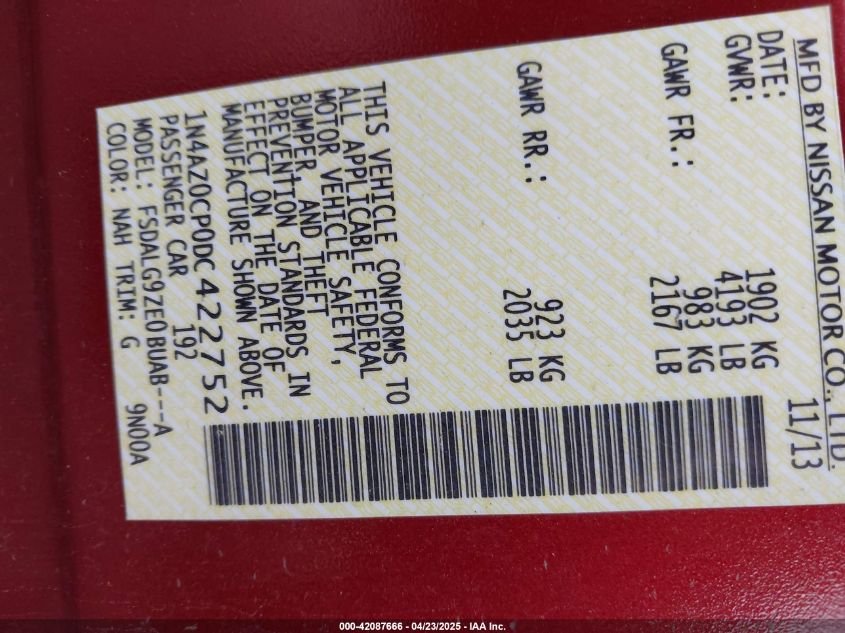 MFD BY NISSAN MOTOR CO., LTD.
DATE: 11/13
GVWR: 1902 KG
4193 LB
GAWR FR.: 983 KG
2167 LB
GAWR RR.: 923 KG
2035 LB
THIS VEHICLE CONFORMS TO
ALL APPLICABLE FEDERAL
MOTOR VEHICLE SAFETY,
BUMPER, AND THEFT
PREVENTION STANDARDS IN
EFFECT ON THE DATE OF
MANUFACTURE SHOWN ABOVE.
1N4AZ0CP0DC422752
PASSENGER CAR 192
MODEL: FSDALG9ZE0BUAB---A
COLOR: NAH TRIM: G 9N00A
000-42087666 - 04/23/2025 - IAA Inc.